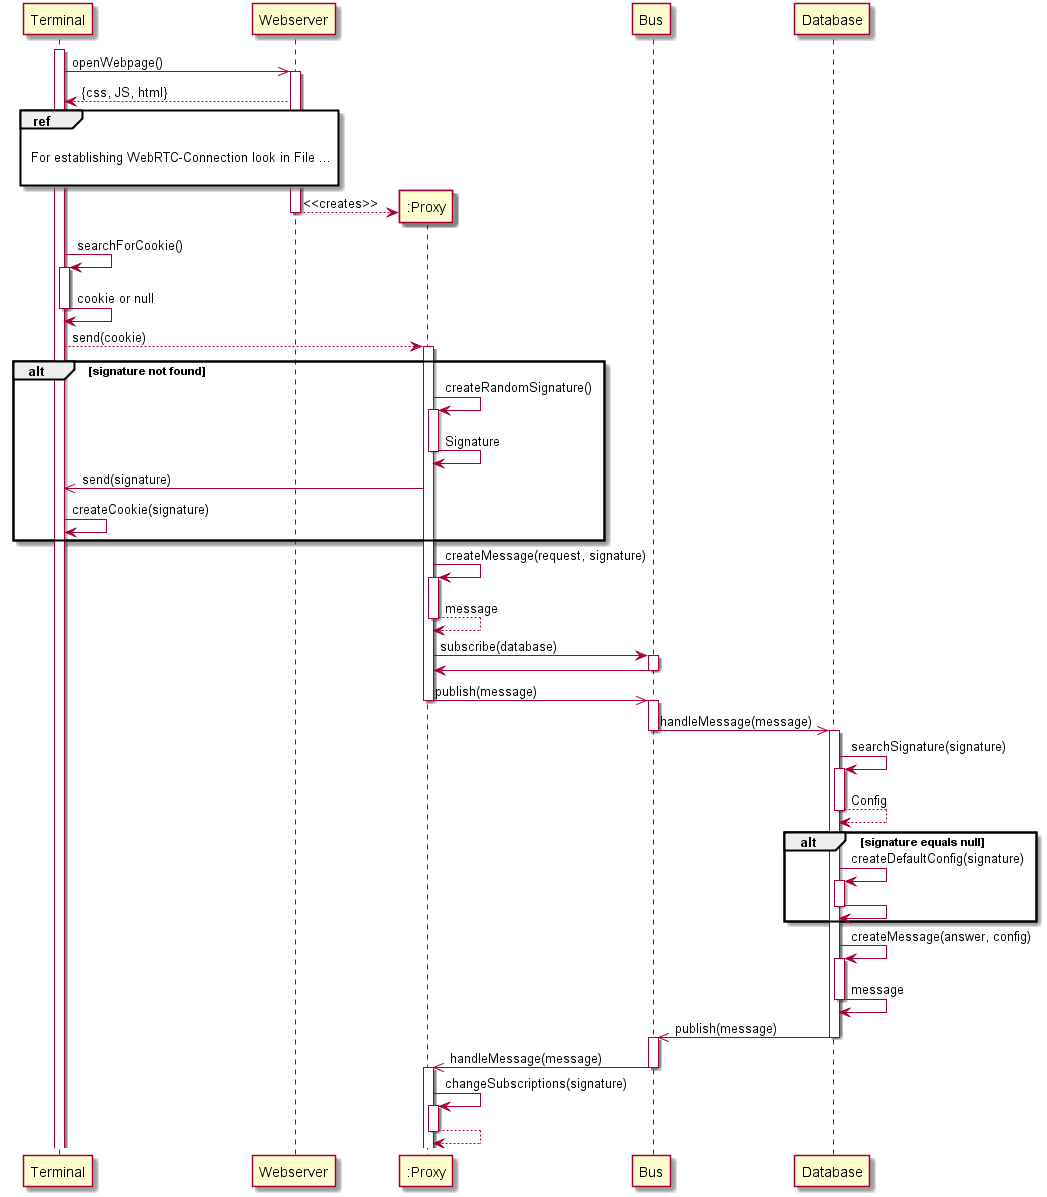 Terminal
Webserver
Bus
Database
openWebpage()
{css, JS, html}
ref
For establishing WebRTC-Connection look in File ...
<<creates>>
:Proxy
searchForCookie()
cookie or null
send(cookie)
alt
[signature not found]
createRandomSignature()
Signature
send(signature)
createCookie(signature)
createMessage(request, signature)
message
subscribe(database)
publish(message)
handleMessage(message)
searchSignature(signature)
Config
alt
[signature equals null]
createDefaultConfig(signature)
createMessage(answer, config)
message
publish(message)
handleMessage(message)
changeSubscriptions(signature)
Terminal
Webserver
:Proxy
Bus
Database